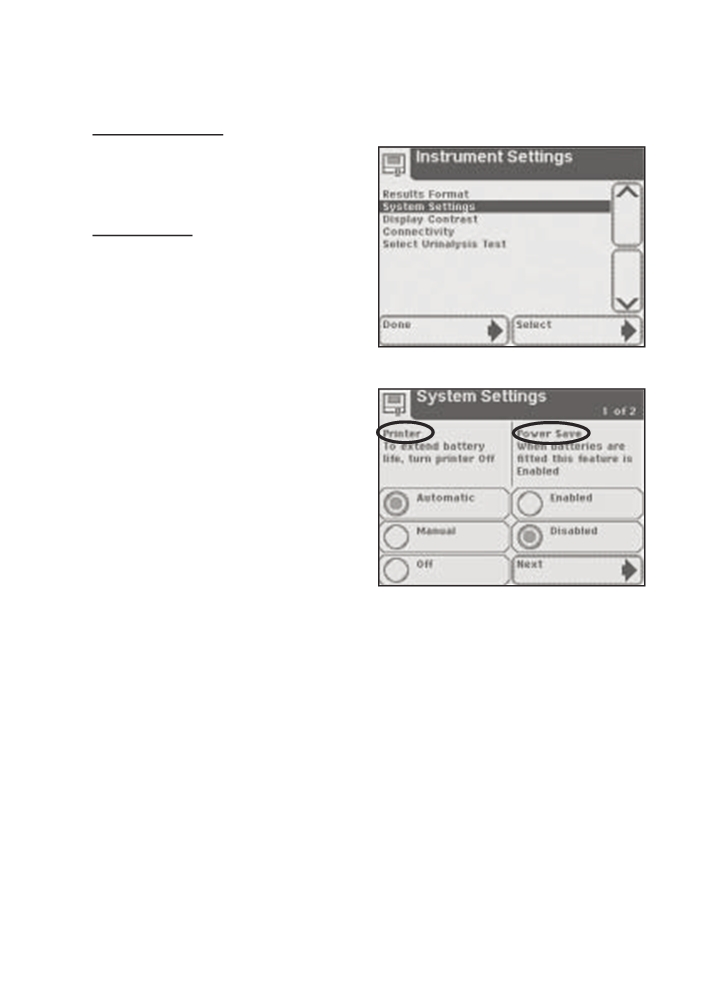 Instrument Settings
Results Format
System Settings
Display Contrast
Connectivity
Select Urinalysis Test
Done
Select
System Settings
1 of 2
Printer
To extend battery
life, turn printer Off
Power Save
When batteries are
fitted this feature is
Enabled
Automatic
Enabled
Manual
Disabled
Off
Next